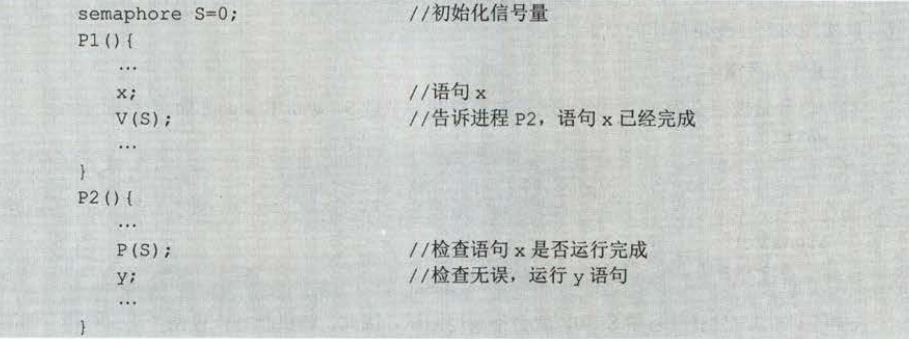 semaphore S=0; //初始化信号量
P1(){
...
x; //语句 x
V(S); //告诉进程 P2，语句 x 已经完成
...
}
P2(){
...
P(S); //检查语句 x 是否运行完成
y; //检查无误，运行 y 语句
...
}